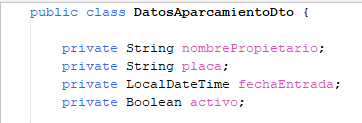 public class DatosAparcamientoDto {
private String nombrePropietario;
private String placa;
private LocalDateTime fechaEntrada;
private Boolean activo;